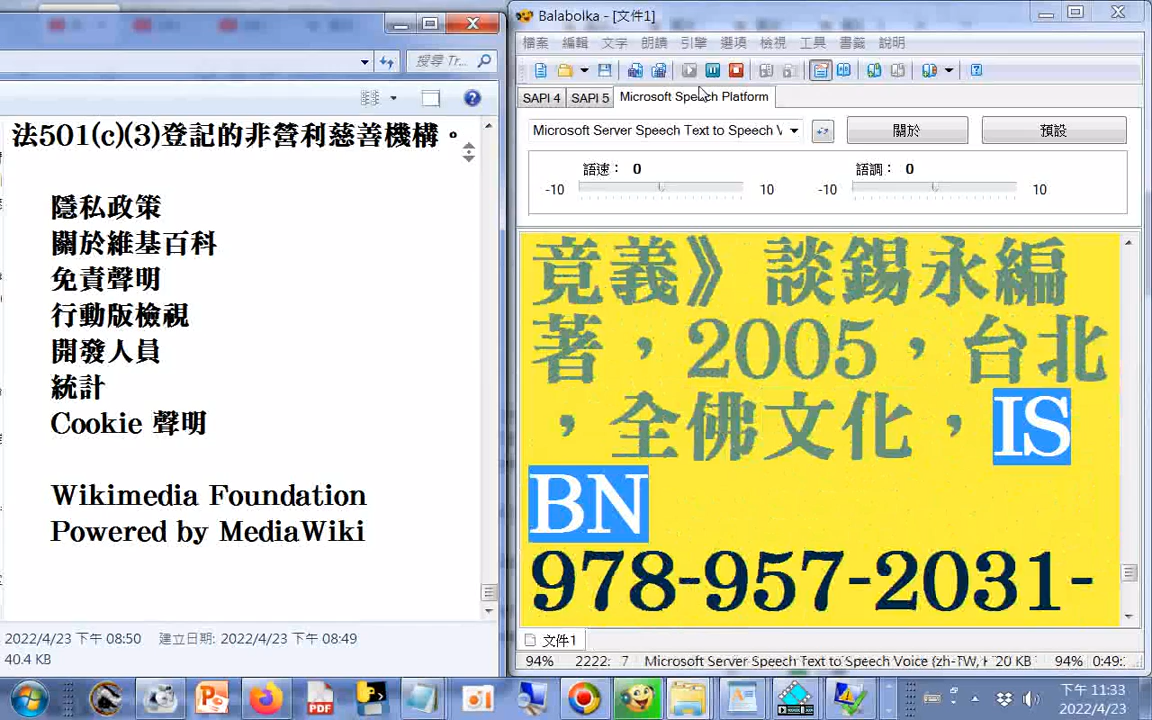 Balabolka - [文件1]
檔案 編輯 文字 朗讀 引擎 選項 檢視 工具 書籤 說明
搜尋 Tr...
SAPI 4 SAPI 5 Microsoft Speech Platform
Microsoft Server Speech Text to Speech V 關於 預設
語速： 0 語調： 0
-10 10 -10 10
法501(c)(3)登記的非營利慈善機構。
隱私政策
關於維基百科
免責聲明
行動版檢視
開發人員
統計
Cookie 聲明
Wikimedia Foundation
Powered by MediaWiki
竟義》談錫永編
著，2005，台北
，全佛文化，IS
BN
978-957-2031-
2022/4/23 下午 08:50 建立日期: 2022/4/23 下午 08:49
40.4 KB
文件1
94% 2222: 7 Microsoft Server Speech Text to Speech Voice (zh-TW, H 20 KB 94% 0:49:
下午 11:33
2022/4/23